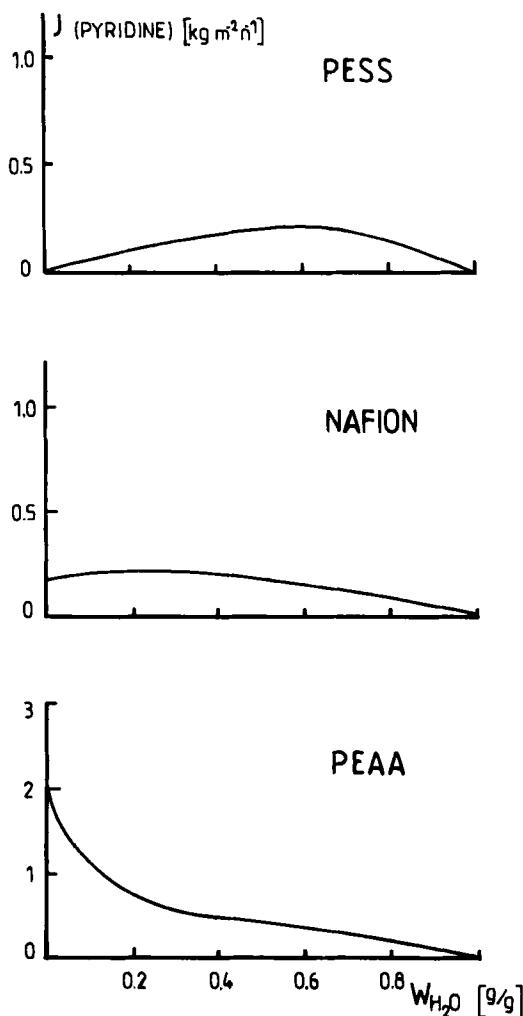 J (PYRIDINE) [kg m⁻² h⁻¹]
1.0
PESS
0.5
0
1.0
NAFION
0.5
0
3
PEAA
2
1
0
0.2 0.4 0.6 0.8 W_H₂O [g/g]